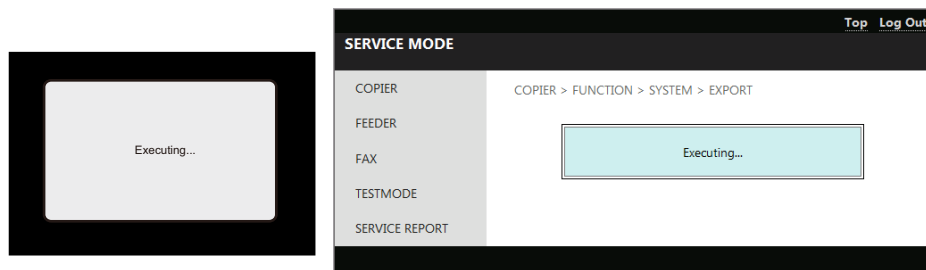 Executing...
Top Log Out
SERVICE MODE
COPIER
FEEDER
FAX
TESTMODE
SERVICE REPORT
COPIER > FUNCTION > SYSTEM > EXPORT
Executing...